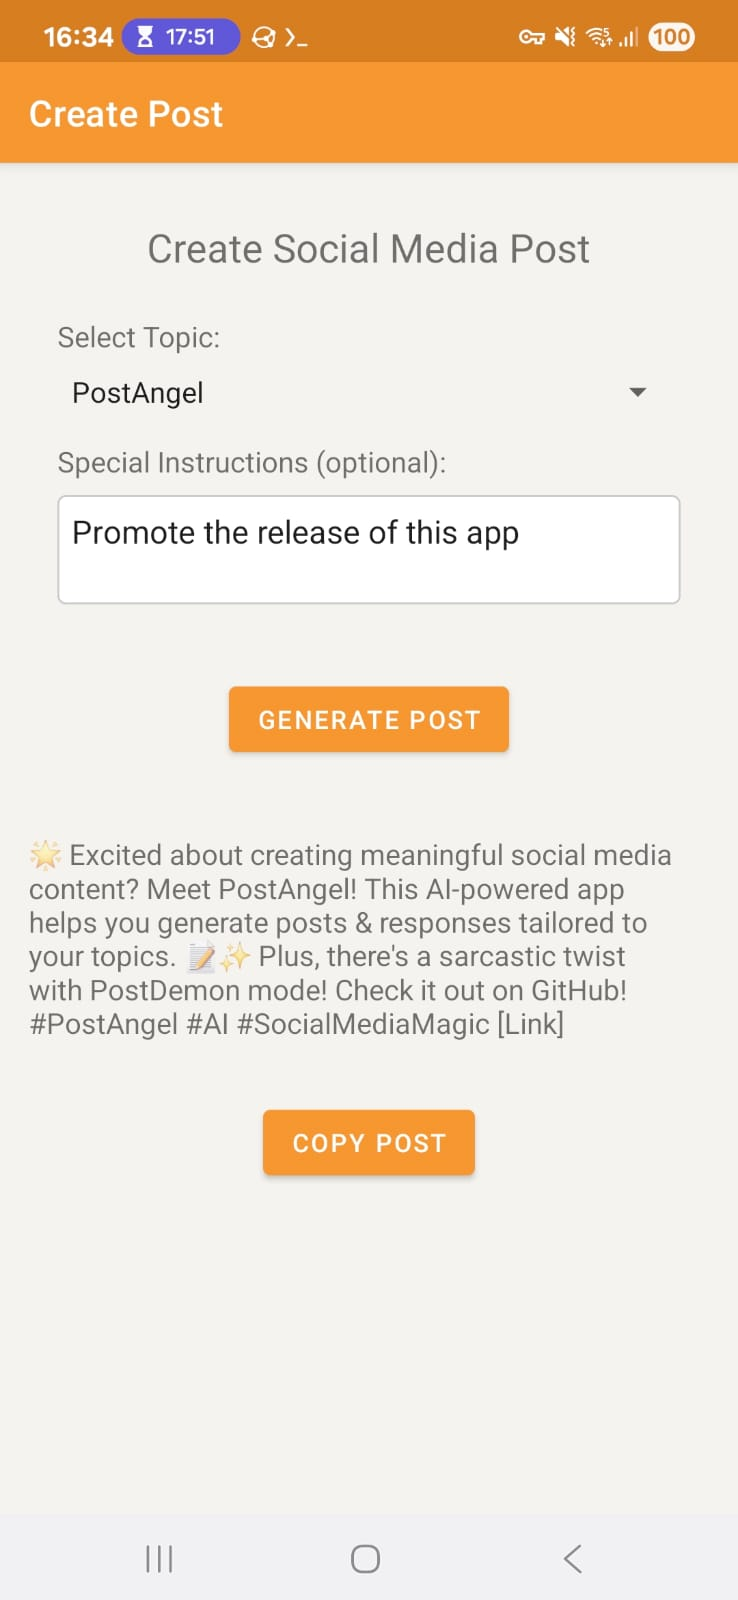 16:34 17:51 100
Create Post
Create Social Media Post
Select Topic:
PostAngel
Special Instructions (optional):
Promote the release of this app
GENERATE POST
🌟 Excited about creating meaningful social media
content? Meet PostAngel! This AI-powered app
helps you generate posts & responses tailored to
your topics. 📝✨ Plus, there's a sarcastic twist
with PostDemon mode! Check it out on GitHub!
#PostAngel #AI #SocialMediaMagic [Link]
COPY POST